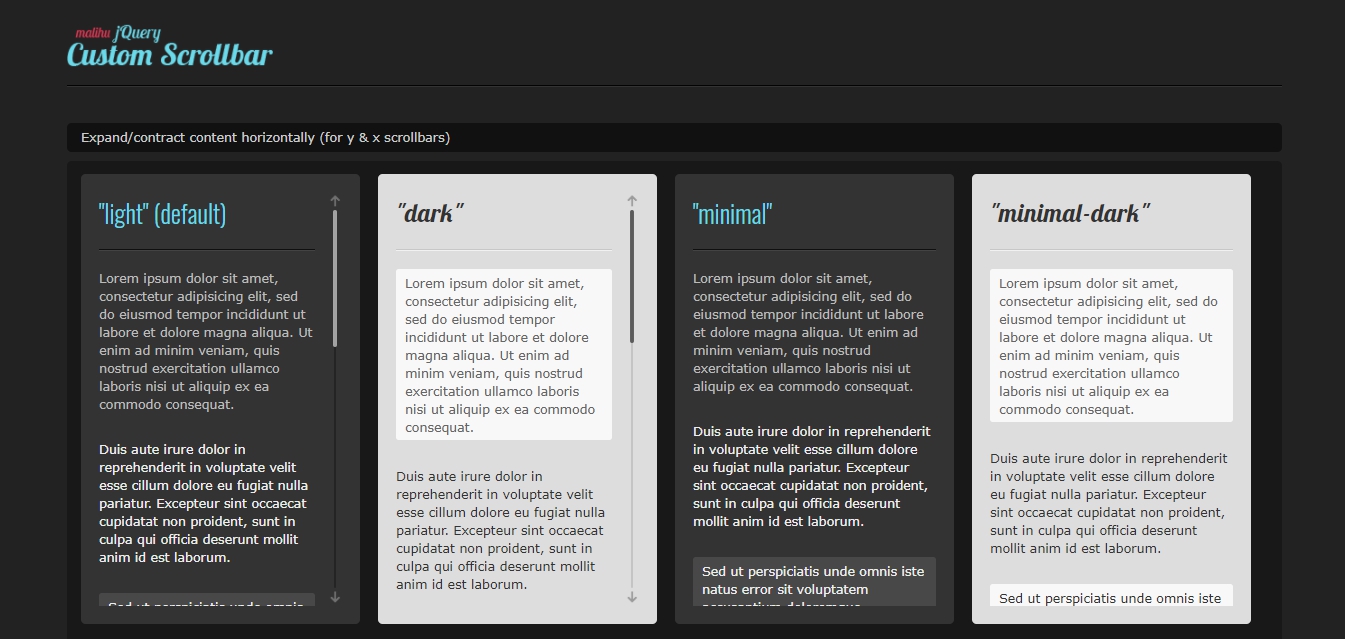 malihu jQuery
Custom Scrollbar
Expand/contract content horizontally (for y & x scrollbars)
"light" (default)
Lorem ipsum dolor sit amet,
consectetur adipisicing elit, sed
do eiusmod tempor incididunt ut
labore et dolore magna aliqua. Ut
enim ad minim veniam, quis
nostrud exercitation ullamco
laboris nisi ut aliquip ex ea
commodo consequat.
Duis aute irure dolor in
reprehenderit in voluptate velit
esse cillum dolore eu fugiat nulla
pariatur. Excepteur sint occaecat
cupidatat non proident, sunt in
culpa qui officia deserunt mollit
anim id est laborum.
Sed ut perspiciatis unde omnis
"dark"
Lorem ipsum dolor sit amet,
consectetur adipisicing elit,
sed do eiusmod tempor
incididunt ut labore et dolore
magna aliqua. Ut enim ad
minim veniam, quis nostrud
exercitation ullamco laboris
nisi ut aliquip ex ea commodo
consequat.
Duis aute irure dolor in
reprehenderit in voluptate velit
esse cillum dolore eu fugiat nulla
pariatur. Excepteur sint occaecat
cupidatat non proident, sunt in
culpa qui officia deserunt mollit
anim id est laborum.
"minimal"
Lorem ipsum dolor sit amet,
consectetur adipisicing elit, sed do
eiusmod tempor incididunt ut labore
et dolore magna aliqua. Ut enim ad
minim veniam, quis nostrud
exercitation ullamco laboris nisi ut
aliquip ex ea commodo consequat.
Duis aute irure dolor in reprehenderit
in voluptate velit esse cillum dolore
eu fugiat nulla pariatur. Excepteur
sint occaecat cupidatat non proident,
sunt in culpa qui officia deserunt
mollit anim id est laborum.
Sed ut perspiciatis unde omnis iste
natus error sit voluptatem
accusantium doloremque
"minimal-dark"
Lorem ipsum dolor sit amet,
consectetur adipisicing elit, sed do
eiusmod tempor incididunt ut
labore et dolore magna aliqua. Ut
enim ad minim veniam, quis
nostrud exercitation ullamco
laboris nisi ut aliquip ex ea
commodo consequat.
Duis aute irure dolor in reprehenderit
in voluptate velit esse cillum dolore
eu fugiat nulla pariatur. Excepteur
sint occaecat cupidatat non proident,
sunt in culpa qui officia deserunt
mollit anim id est laborum.
Sed ut perspiciatis unde omnis iste